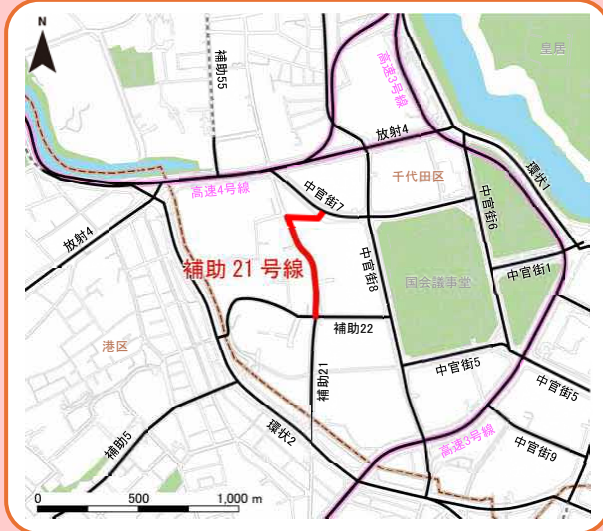 N
補助55
高速3号線
皇居
放射4
環状1
千代田区
高速4号線
中官街7
中官街6
放射4
補助 21 号線
中官街8
国会議事堂
中官街1
港区
補助22
補助21
中官街5
中官街5
補助5
環状2
高速3号線
中官街9
0 500 1,000 m